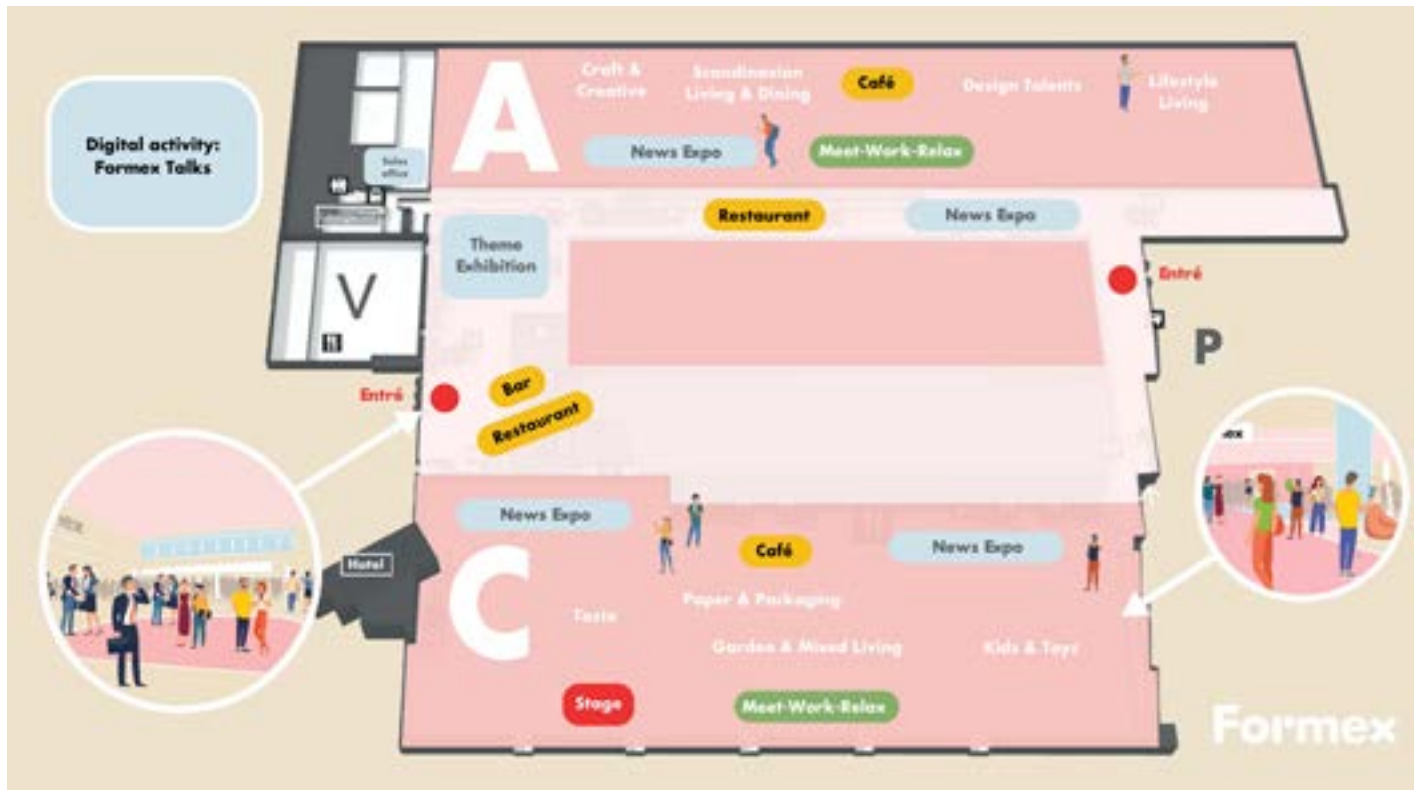 Digital activity:
Formex Talks
A
Craft &
Creative
Scandinavian
Living & Dining
Café
Design Talents
Lifestyle
Living
News Expo
Meet-Work-Relax
Sales
office
Restaurant
News Expo
Theme
Exhibition
V
Entré
P
Entré
Bar
Restaurant
News Expo
Café
News Expo
Hotel
C
Taste
Paper & Packaging
Garden & Mixed Living
Kids & Toys
Stage
Meet-Work-Relax
Formex